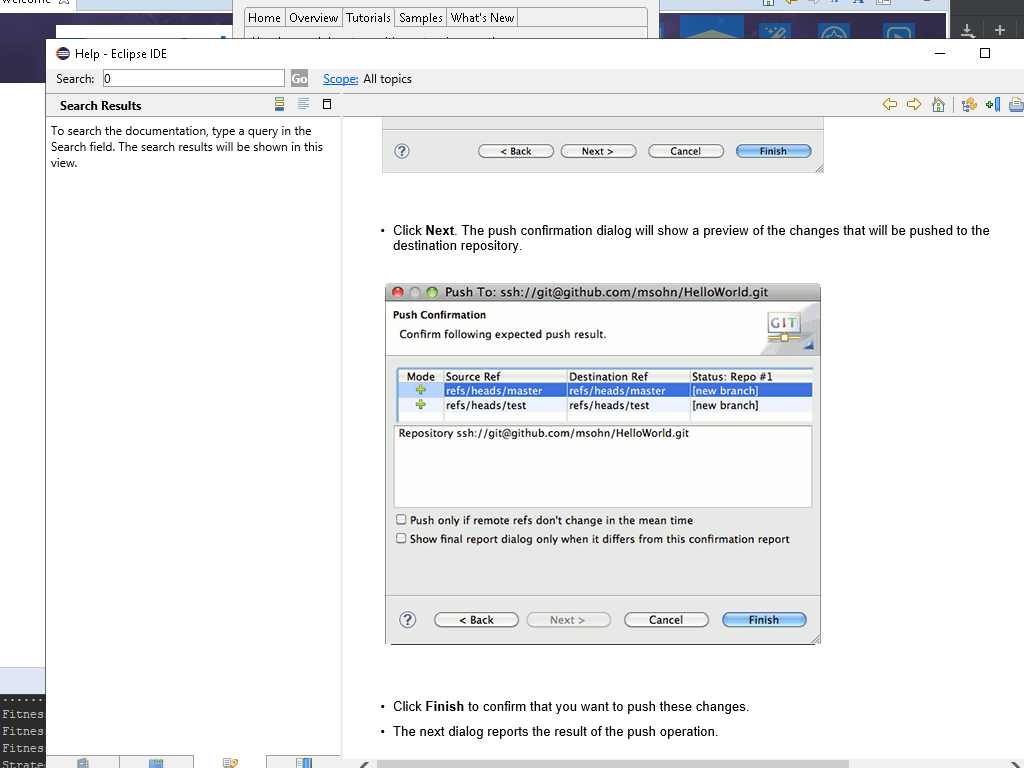 Home Overview Tutorials Samples What's New
Help - Eclipse IDE
Search: 0 Go Scope: All topics
Search Results
To search the documentation, type a query in the
Search field. The search results will be shown in this
view.
? < Back Next > Cancel Finish
• Click Next. The push confirmation dialog will show a preview of the changes that will be pushed to the
destination repository.
Push To: ssh://git@github.com/msohn/HelloWorld.git
Push Confirmation
Confirm following expected push result.
GIT
Mode Source Ref Destination Ref Status: Repo #1
refs/heads/master refs/heads/master [new branch]
refs/heads/test refs/heads/test [new branch]
Repository ssh://git@github.com/msohn/HelloWorld.git
Push only if remote refs don't change in the mean time
Show final report dialog only when it differs from this confirmation report
? < Back Next > Cancel Finish
• Click Finish to confirm that you want to push these changes.
• The next dialog reports the result of the push operation.
Fitnes
Fitnes
Fitnes
Strate